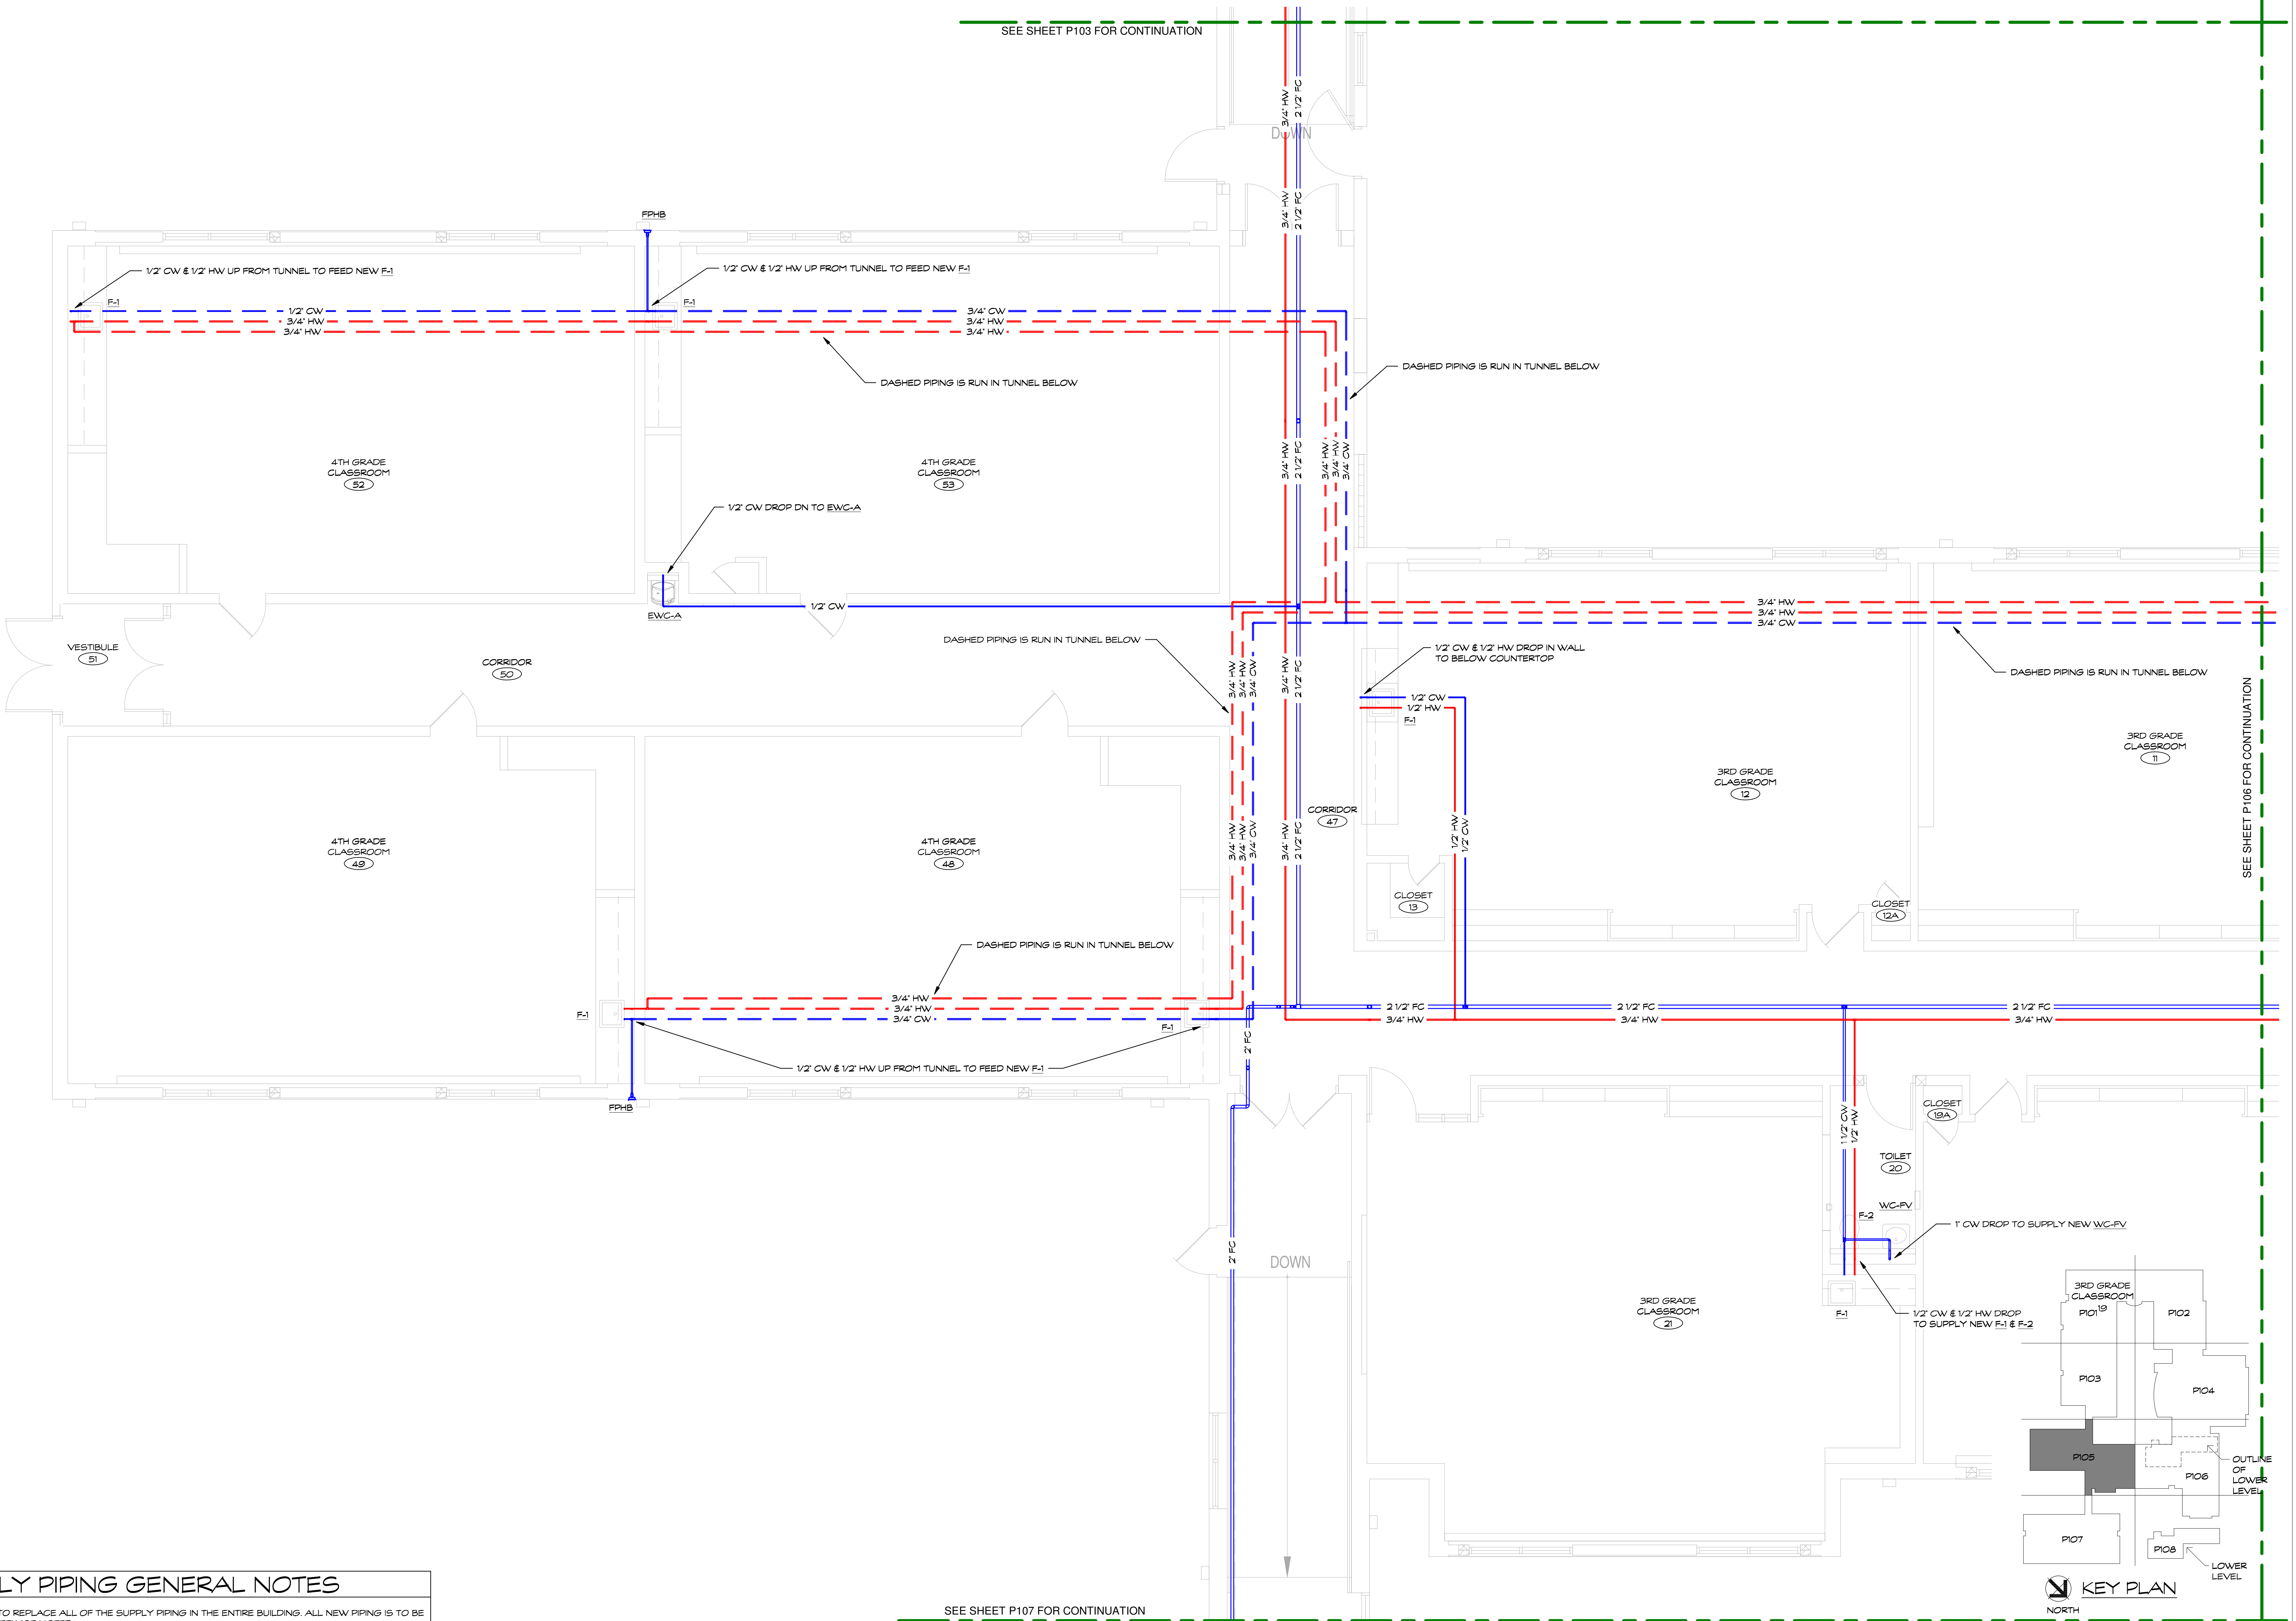 SEE SHEET P103 FOR CONTINUATION
3/4" HW
2 1/2" FC
DOWN
3/4" HW
2 1/2" FC
FPHB
1/2" CW & 1/2" HW UP FROM TUNNEL TO FEED NEW F-1
1/2" CW & 1/2" HW UP FROM TUNNEL TO FEED NEW F-1
F-1
F-1
1/2" CW
3/4" HW
3/4" HW
3/4" CW
3/4" HW
3/4" HW
DASHED PIPING IS RUN IN TUNNEL BELOW
DASHED PIPING IS RUN IN TUNNEL BELOW
4TH GRADE
CLASSROOM
52
4TH GRADE
CLASSROOM
53
3/4" HW
2 1/2" FC
3/4" HW
3/4" HW
3/4" CW
1/2" CW DROP DN TO EWC-A
1/2" CW
EWC-A
3/4" HW
3/4" HW
3/4" CW
VESTIBULE
51
CORRIDOR
50
DASHED PIPING IS RUN IN TUNNEL BELOW
3/4" HW
3/4" HW
3/4" CW
3/4" HW
2 1/2" FC
1/2" CW & 1/2" HW DROP IN WALL
TO BELOW COUNTERTOP
DASHED PIPING IS RUN IN TUNNEL BELOW
1/2" CW
1/2" HW
F-1
SEE SHEET P106 FOR CONTINUATION
3RD GRADE
CLASSROOM
11
3RD GRADE
CLASSROOM
12
CORRIDOR
47
4TH GRADE
CLASSROOM
49
4TH GRADE
CLASSROOM
48
3/4" HW
3/4" HW
3/4" CW
3/4" HW
2 1/2" FC
1/2" HW
1/2" CW
CLOSET
13
CLOSET
12A
DASHED PIPING IS RUN IN TUNNEL BELOW
3/4" HW
3/4" HW
3/4" CW
F-1
F-1
2 1/2" FC
2 1/2" FC
2 1/2" FC
3/4" HW
3/4" HW
3/4" HW
2" FC
1/2" CW & 1/2" HW UP FROM TUNNEL TO FEED NEW F-1
FPHB
1 1/2" CW
1/2" HW
CLOSET
19A
TOILET
20
WC-FV
F-2
1" CW DROP TO SUPPLY NEW WC-FV
2" FC
DOWN
3RD GRADE
CLASSROOM
21
F-1
1/2" CW & 1/2" HW DROP
TO SUPPLY NEW F-1 & F-2
3RD GRADE
CLASSROOM
19
P101
P102
P103
P104
P105
P106
OUTLINE
OF
LOWER
LEVEL
P107
P108
LOWER
LEVEL
KEY PLAN
NORTH
LY PIPING GENERAL NOTES
TO REPLACE ALL OF THE SUPPLY PIPING IN THE ENTIRE BUILDING. ALL NEW PIPING IS TO BE
SEE SHEET P107 FOR CONTINUATION